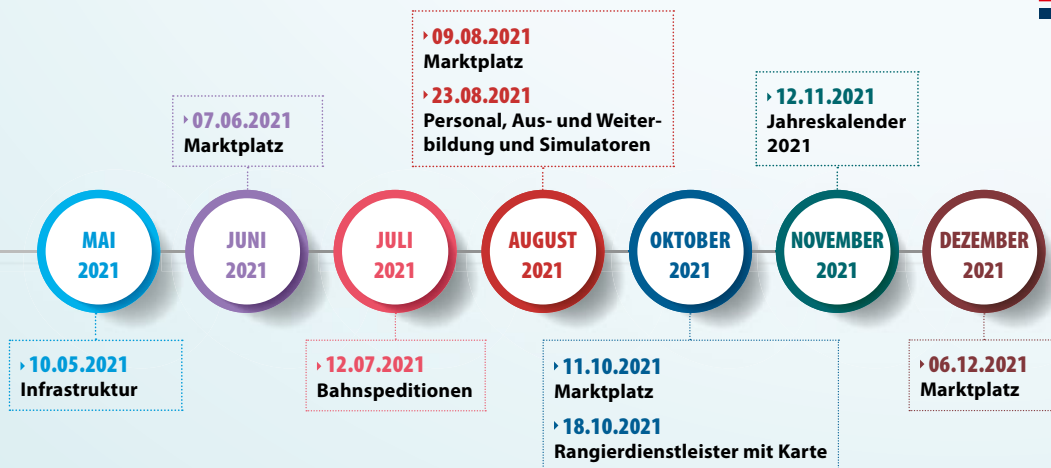 09.08.2021
Marktplatz
23.08.2021
Personal, Aus- und Weiter-
bildung und Simulatoren
07.06.2021
Marktplatz
12.11.2021
Jahreskalender
2021
MAI
2021
JUNI
2021
JULI
2021
AUGUST
2021
OKTOBER
2021
NOVEMBER
2021
DEZEMBER
2021
10.05.2021
Infrastruktur
12.07.2021
Bahnspeditionen
11.10.2021
Marktplatz
18.10.2021
Rangierdienstleister mit Karte
06.12.2021
Marktplatz